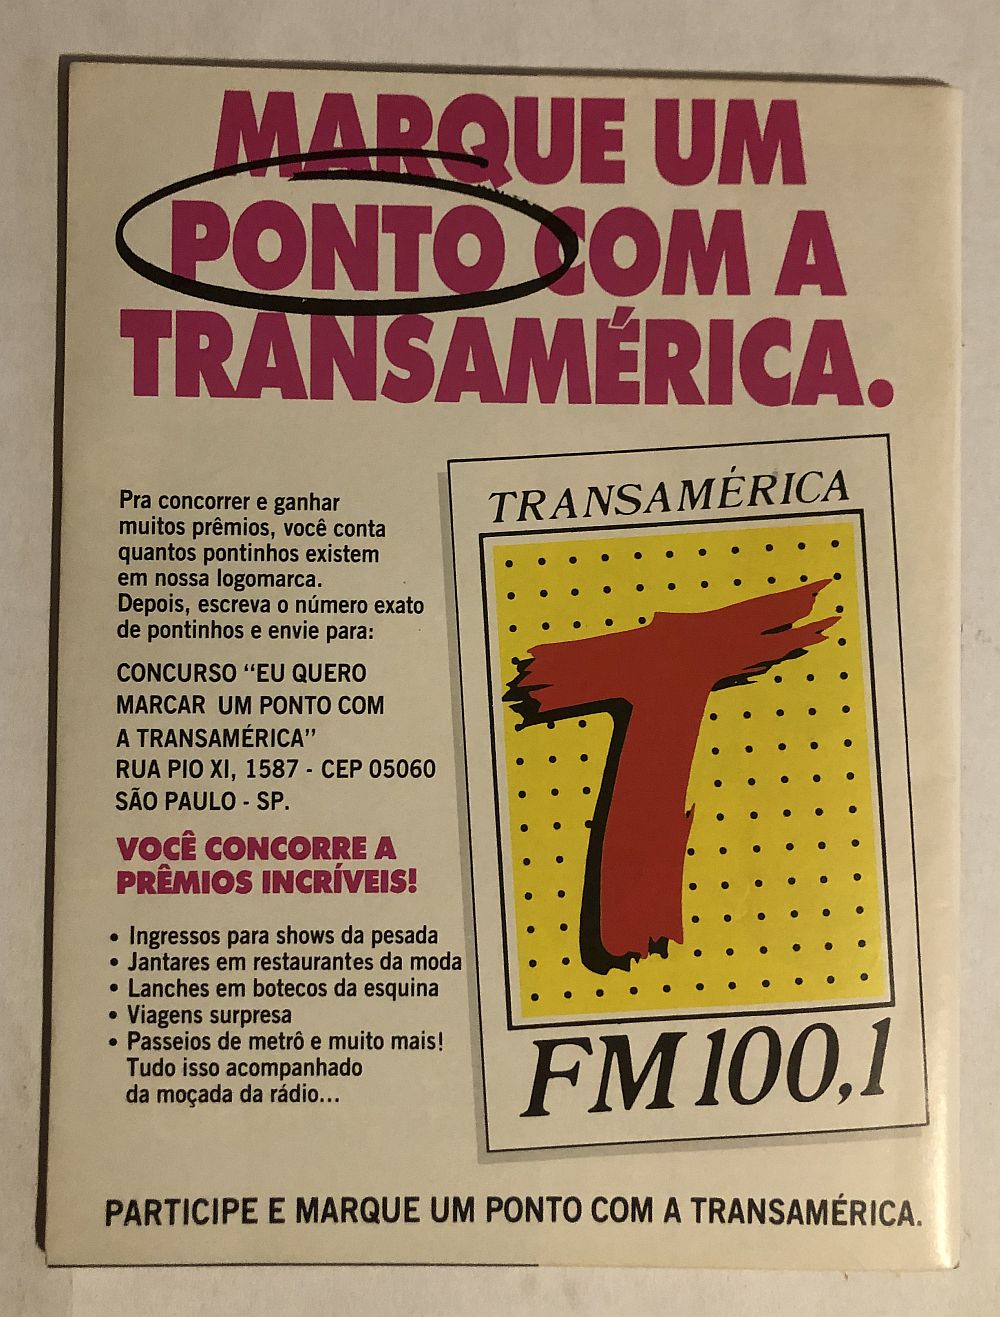 MARQUE UM
PONTO COM A
TRANSAMÉRICA.
Pra concorrer e ganhar
muitos prêmios, você conta
quantos pontinhos existem
em nossa logomarca.
Depois, escreva o número exato
de pontinhos e envie para:
CONCURSO "EU QUERO
MARCAR UM PONTO COM
A TRANSAMÉRICA"
RUA PIO XI, 1587 - CEP 05060
SÃO PAULO - SP.
VOCÊ CONCORRE A
PRÊMIOS INCRÍVEIS!
• Ingressos para shows da pesada
• Jantares em restaurantes da moda
• Lanches em botecos da esquina
• Viagens surpresa
• Passeios de metrô e muito mais!
Tudo isso acompanhado
da moçada da rádio...
TRANSAMÉRICA
T
FM 100,1
PARTICIPE E MARQUE UM PONTO COM A TRANSAMÉRICA.